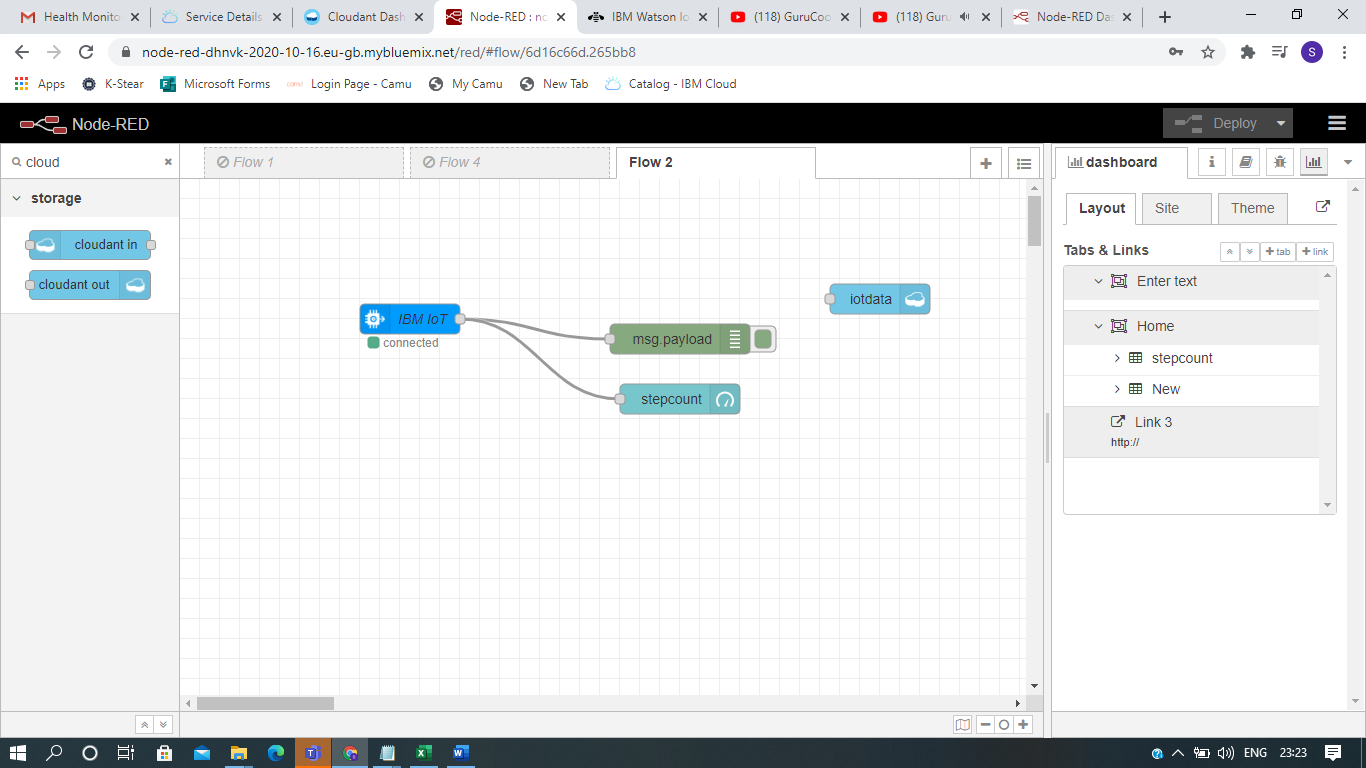 Health Monito
Service Details
Cloudant Dash
Node-RED : no
IBM Watson Io
(118) GuruCoo
(118) Guru
Node-RED Das
node-red-dhnvk-2020-10-16.eu-gb.mybluemix.net/red/#flow/6d16c66d.265bb8
S
Apps
K-Stear
Microsoft Forms
camu
Login Page - Camu
My Camu
New Tab
Catalog - IBM Cloud
Node-RED
Deploy
cloud
Flow 1
Flow 4
Flow 2
dashboard
storage
cloudant in
cloudant out
IBM IoT
connected
msg.payload
stepcount
iotdata
Layout
Site
Theme
Tabs & Links
+ tab
+ link
Enter text
Home
stepcount
New
Link 3
http://
ENG
23:23